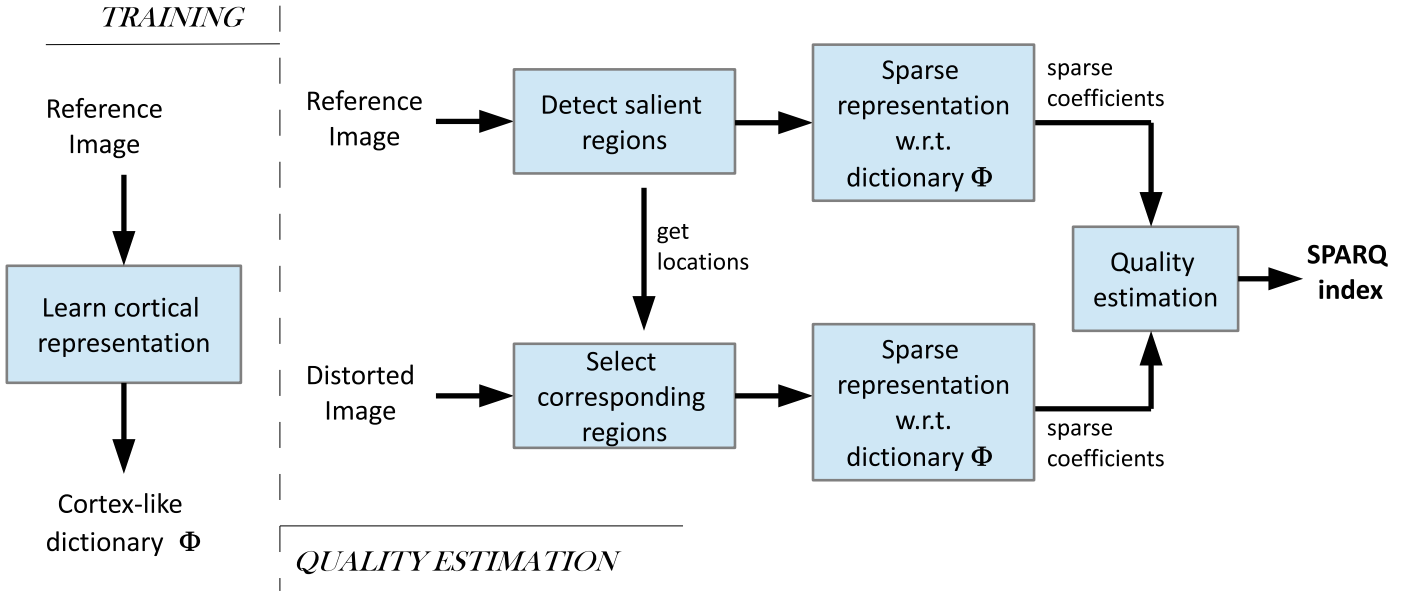 TRAINING
Reference
Image
Learn cortical
representation
Cortex-like
dictionary Φ
Reference
Image
Detect salient
regions
Sparse
representation
w.r.t.
dictionary Φ
sparse
coefficients
get
locations
Distorted
Image
Select
corresponding
regions
Sparse
representation
w.r.t.
dictionary Φ
sparse
coefficients
Quality
estimation
SPARQ
index
QUALITY ESTIMATION